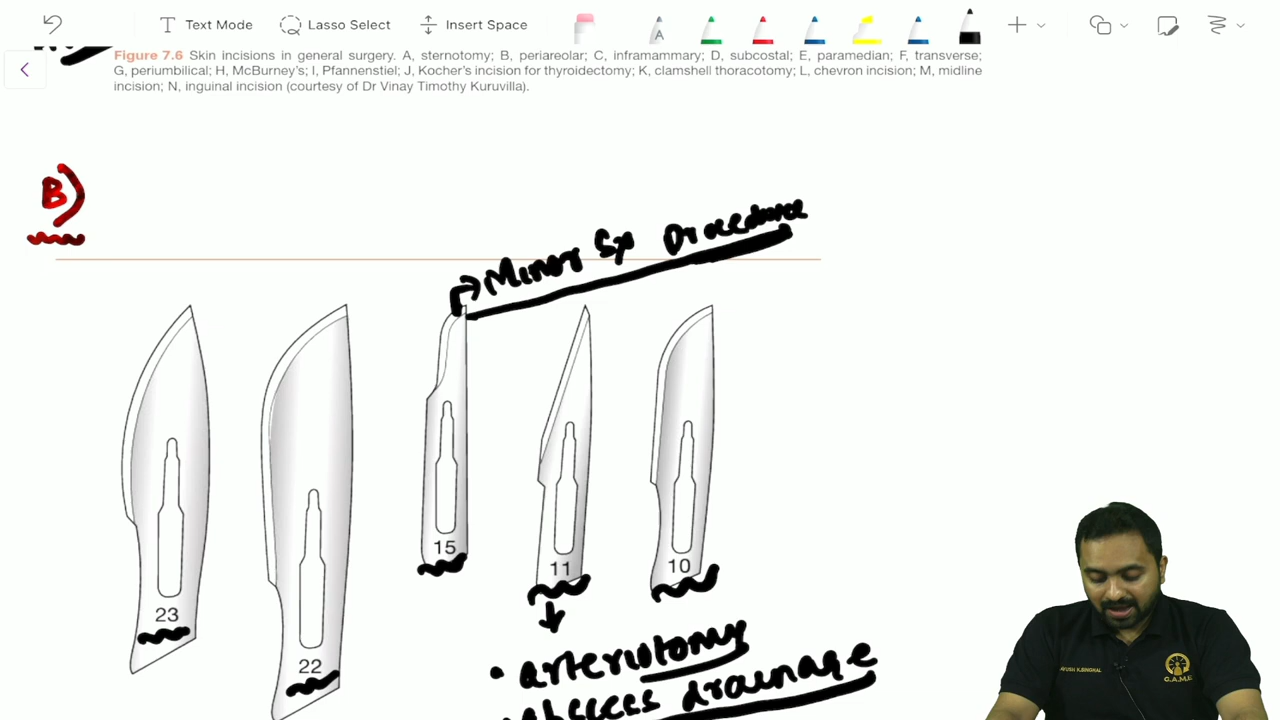 Text Mode
Lasso Select
Insert Space
A
Figure 7.6 Skin incisions in general surgery. A, sternotomy; B, periareolar; C, inframammary; D, subcostal; E, paramedian; F, transverse;
G, periumbilical; H, McBurney's; I, Pfannenstiel; J, Kocher's incision for thyroidectomy; K, clamshell thoracotomy; L, chevron incision; M, midline
incision; N, inguinal incision (courtesy of Dr Vinay Timothy Kuruvilla).
B)
Minor Sx Procedure
15
11
10
23
22
• arteriotomy
• abscess drainage
G.A.M.E